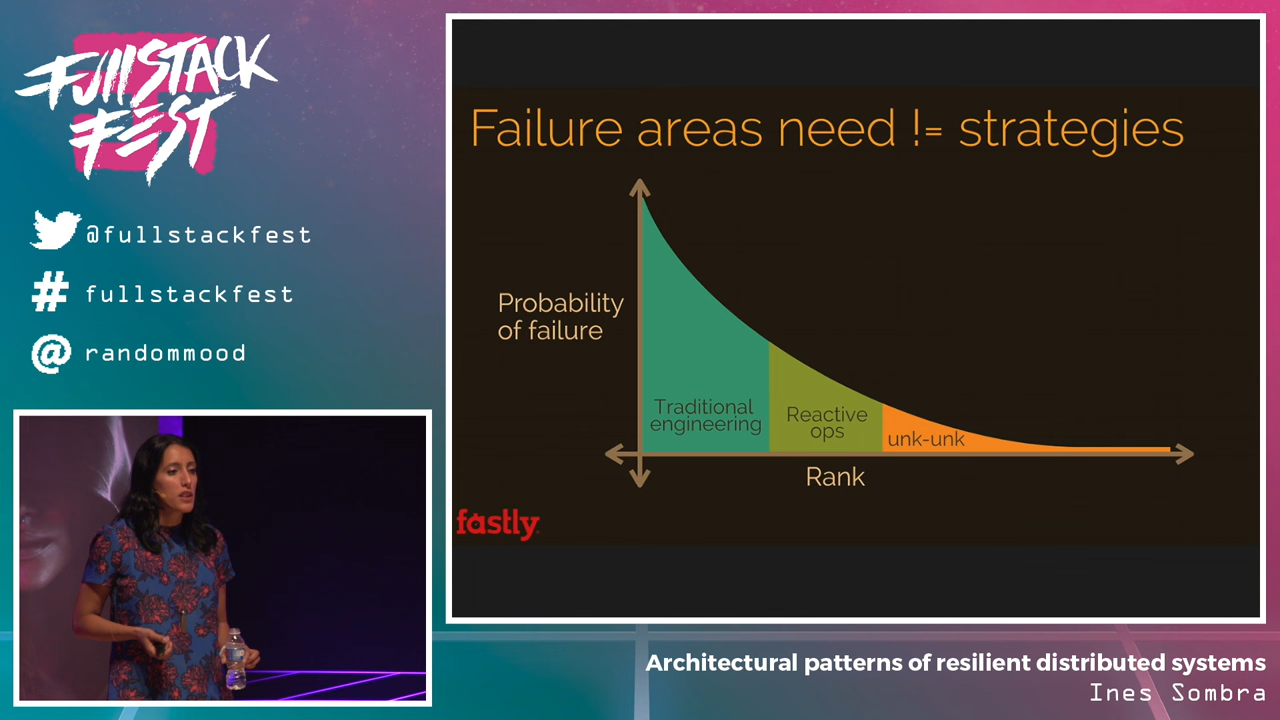 FullSTACK
FEST
@fullstackfest
# fullstackfest
@ randommood
Failure areas need != strategies
Probability
of failure
Traditional
engineering
Reactive
ops
unk-unk
Rank
fastly
Architectural patterns of resilient distributed systems
Ines Sombra